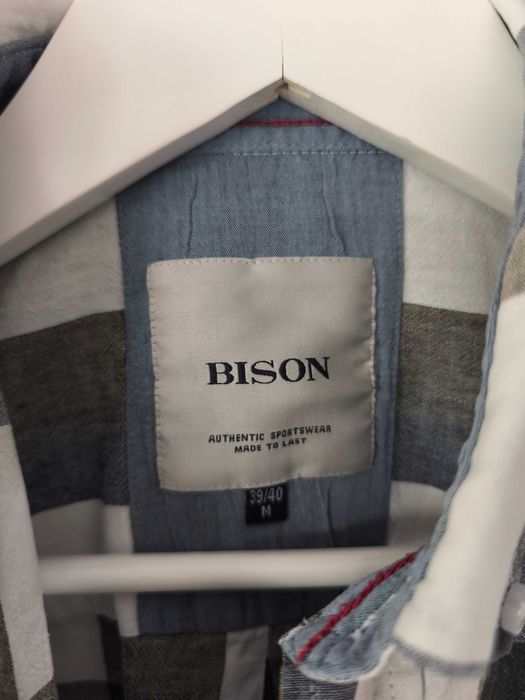 BISON
AUTHENTIC SPORTSWEAR
MADE TO LAST
39/40
M